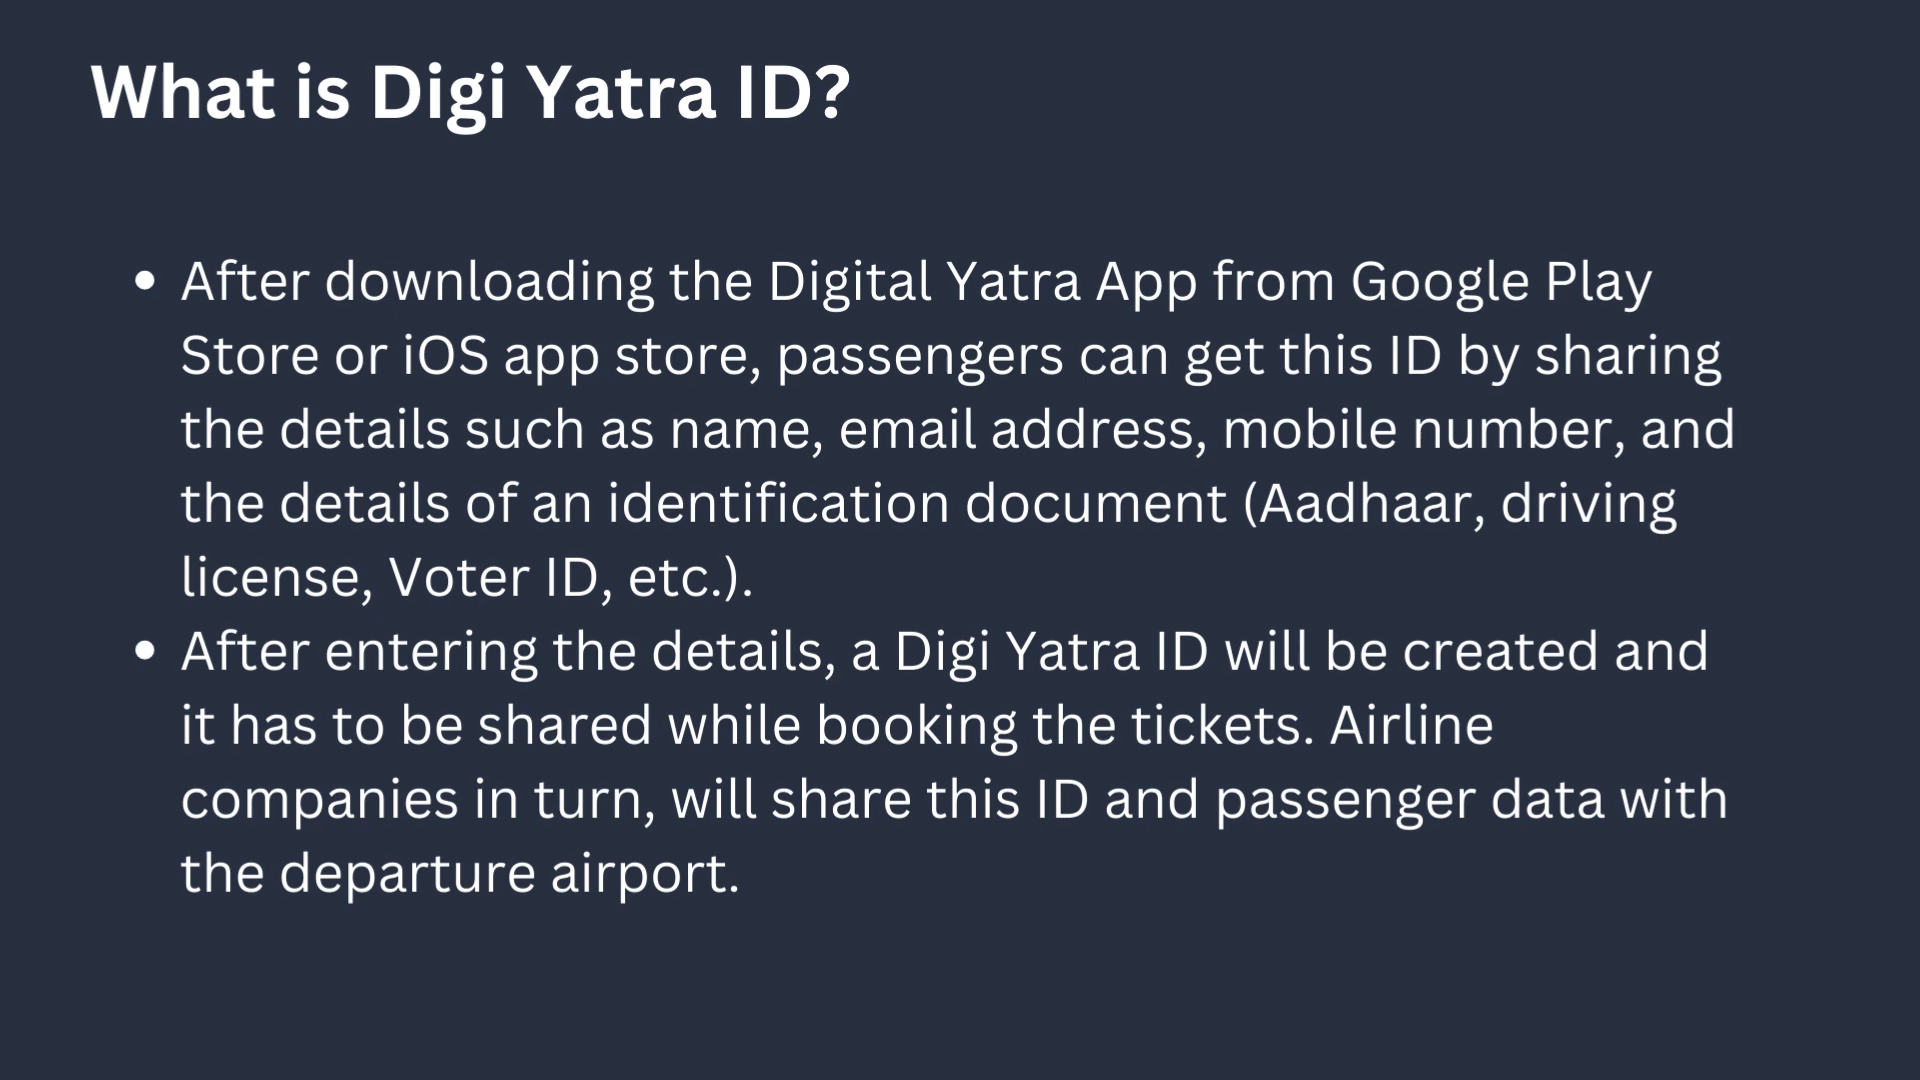 What is Digi Yatra ID?
• After downloading the Digital Yatra App from Google Play
Store or iOS app store, passengers can get this ID by sharing
the details such as name, email address, mobile number, and
the details of an identification document (Aadhaar, driving
license, Voter ID, etc.).
• After entering the details, a Digi Yatra ID will be created and
it has to be shared while booking the tickets. Airline
companies in turn, will share this ID and passenger data with
the departure airport.